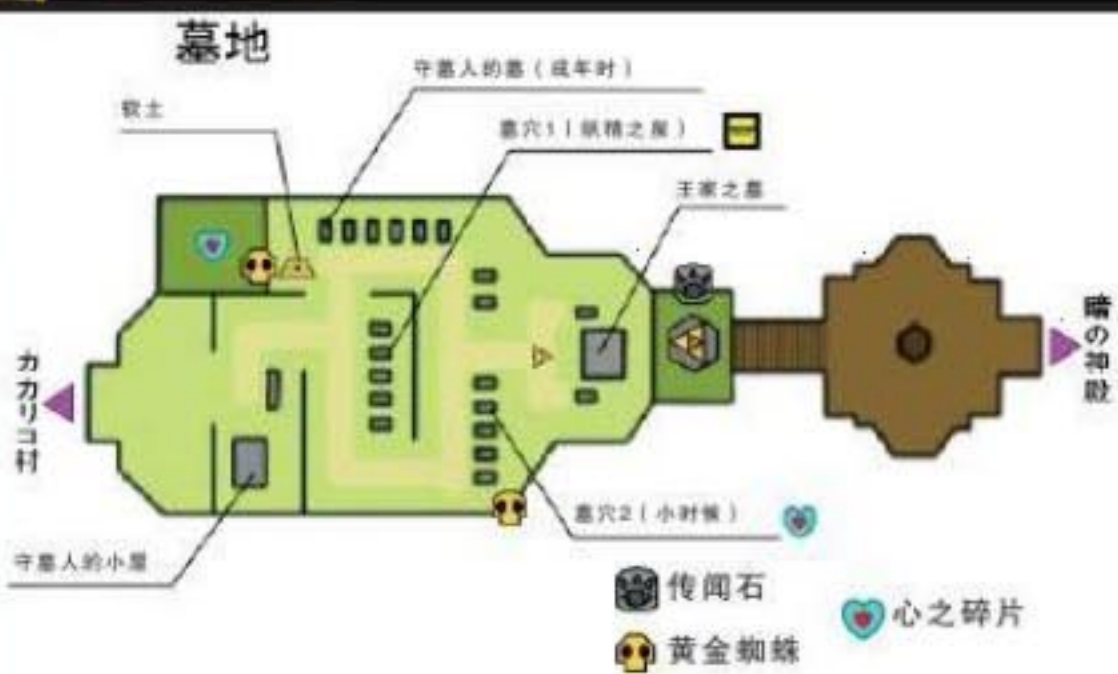 墓地
守墓人的墓（成年时）
软土
墓穴1（妖精之屋）
王家之墓
カカリコ村
暗の神殿
墓穴2（小时候）
守墓人的小屋
传闻石
心之碎片
黄金蜘蛛